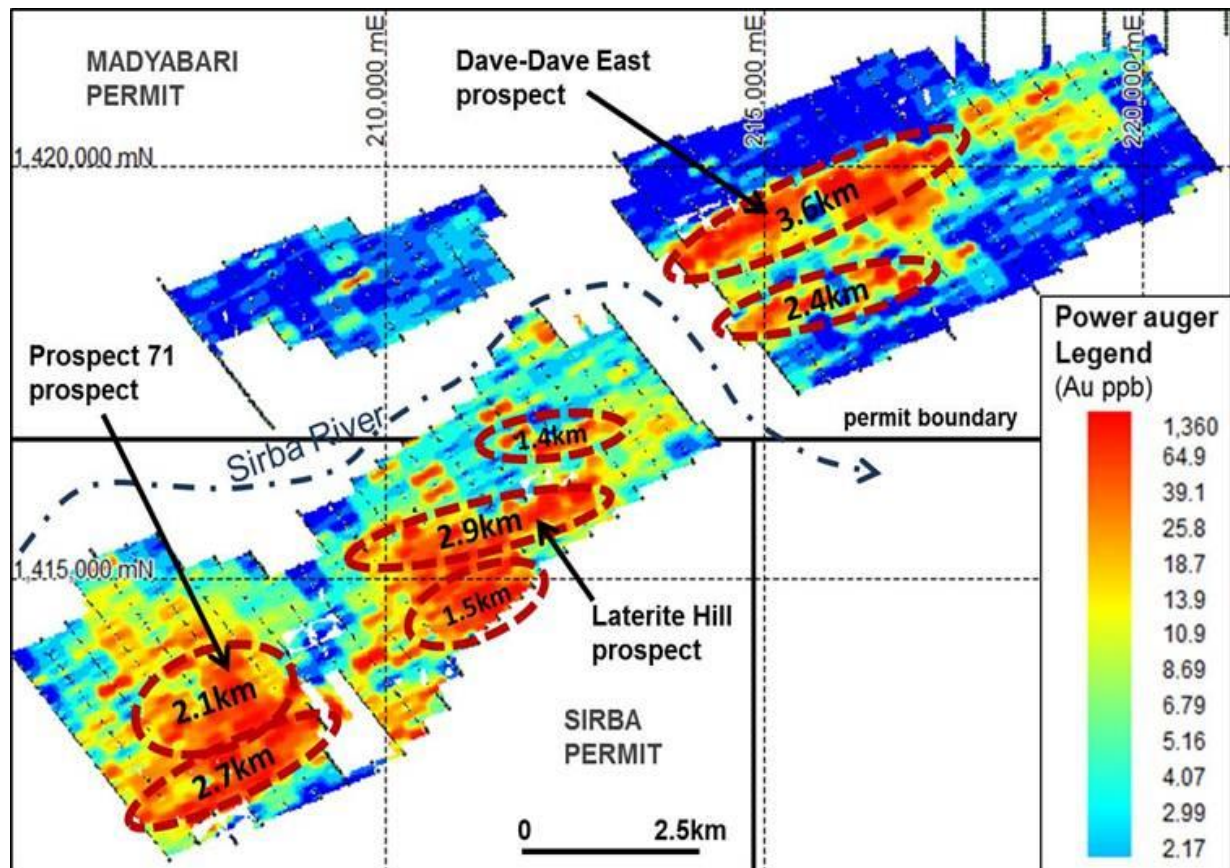 MADYABARI
PERMIT
210,000 mE
Dave-Dave East
prospect
215,000 mE
220,000 mE
1,420,000 mN
3.6km
2.4km
Prospect 71
prospect
Sirba River
1.4km
permit boundary
2.9km
1,415,000 mN
1.5km
Laterite Hill
prospect
2.1km
2.7km
SIRBA
PERMIT
0 2.5km
Power auger
Legend
(Au ppb)
1,360
64.9
39.1
25.8
18.7
13.9
10.9
8.69
6.79
5.16
4.07
2.99
2.17